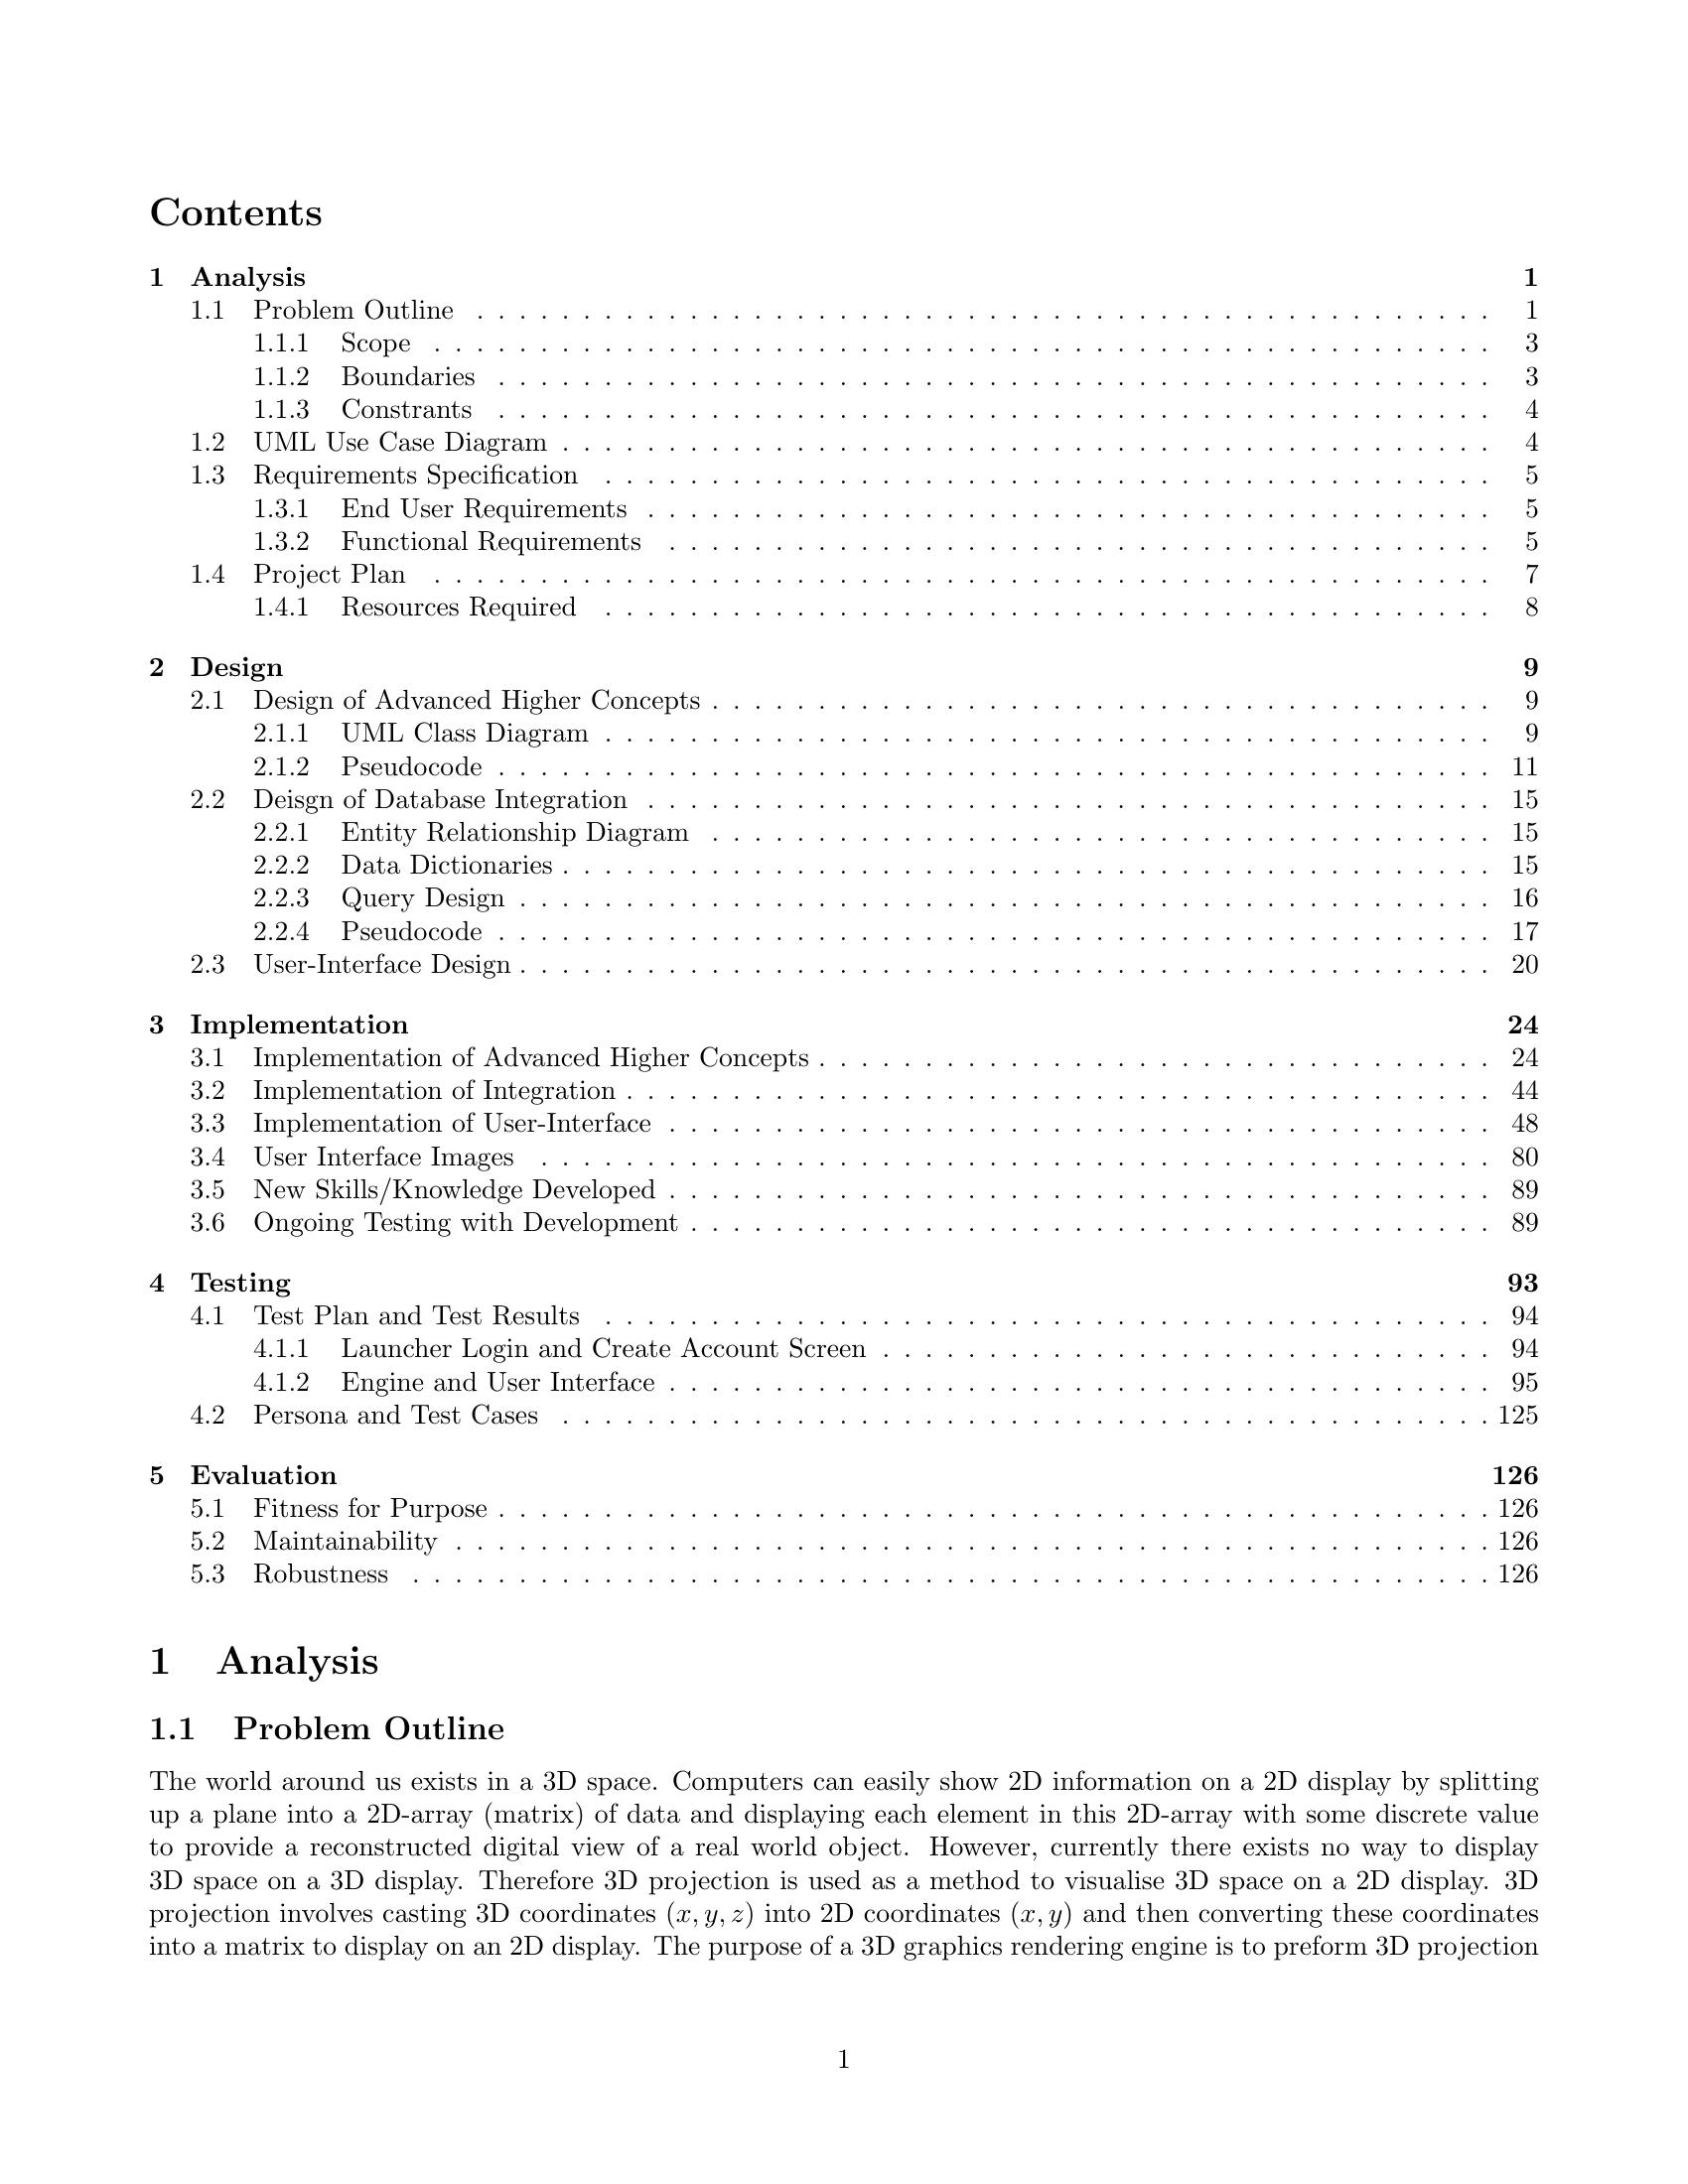 Contents
1 Analysis 1
1.1 Problem Outline . . . . . . . . . . . . . . . . . . . . . . . . . . . . . . . . . . . . . . . . . . . . . . . . 1
1.1.1 Scope . . . . . . . . . . . . . . . . . . . . . . . . . . . . . . . . . . . . . . . . . . . . . . . . . . 3
1.1.2 Boundaries . . . . . . . . . . . . . . . . . . . . . . . . . . . . . . . . . . . . . . . . . . . . . . . 3
1.1.3 Constrants . . . . . . . . . . . . . . . . . . . . . . . . . . . . . . . . . . . . . . . . . . . . . . . 4
1.2 UML Use Case Diagram . . . . . . . . . . . . . . . . . . . . . . . . . . . . . . . . . . . . . . . . . . . . 4
1.3 Requirements Specification . . . . . . . . . . . . . . . . . . . . . . . . . . . . . . . . . . . . . . . . . . 5
1.3.1 End User Requirements . . . . . . . . . . . . . . . . . . . . . . . . . . . . . . . . . . . . . . . . 5
1.3.2 Functional Requirements . . . . . . . . . . . . . . . . . . . . . . . . . . . . . . . . . . . . . . . 5
1.4 Project Plan . . . . . . . . . . . . . . . . . . . . . . . . . . . . . . . . . . . . . . . . . . . . . . . . . . 7
1.4.1 Resources Required . . . . . . . . . . . . . . . . . . . . . . . . . . . . . . . . . . . . . . . . . . 8
2 Design 9
2.1 Design of Advanced Higher Concepts . . . . . . . . . . . . . . . . . . . . . . . . . . . . . . . . . . . . . 9
2.1.1 UML Class Diagram . . . . . . . . . . . . . . . . . . . . . . . . . . . . . . . . . . . . . . . . . . 9
2.1.2 Pseudocode . . . . . . . . . . . . . . . . . . . . . . . . . . . . . . . . . . . . . . . . . . . . . . . 11
2.2 Deisgn of Database Integration . . . . . . . . . . . . . . . . . . . . . . . . . . . . . . . . . . . . . . . . 15
2.2.1 Entity Relationship Diagram . . . . . . . . . . . . . . . . . . . . . . . . . . . . . . . . . . . . . 15
2.2.2 Data Dictionaries . . . . . . . . . . . . . . . . . . . . . . . . . . . . . . . . . . . . . . . . . . . . 15
2.2.3 Query Design . . . . . . . . . . . . . . . . . . . . . . . . . . . . . . . . . . . . . . . . . . . . . . 16
2.2.4 Pseudocode . . . . . . . . . . . . . . . . . . . . . . . . . . . . . . . . . . . . . . . . . . . . . . . 17
2.3 User-Interface Design . . . . . . . . . . . . . . . . . . . . . . . . . . . . . . . . . . . . . . . . . . . . . . 20
3 Implementation 24
3.1 Implementation of Advanced Higher Concepts . . . . . . . . . . . . . . . . . . . . . . . . . . . . . . . . 24
3.2 Implementation of Integration . . . . . . . . . . . . . . . . . . . . . . . . . . . . . . . . . . . . . . . . . 44
3.3 Implementation of User-Interface . . . . . . . . . . . . . . . . . . . . . . . . . . . . . . . . . . . . . . . 48
3.4 User Interface Images . . . . . . . . . . . . . . . . . . . . . . . . . . . . . . . . . . . . . . . . . . . . . 80
3.5 New Skills/Knowledge Developed . . . . . . . . . . . . . . . . . . . . . . . . . . . . . . . . . . . . . . . 89
3.6 Ongoing Testing with Development . . . . . . . . . . . . . . . . . . . . . . . . . . . . . . . . . . . . . . 89
4 Testing 93
4.1 Test Plan and Test Results . . . . . . . . . . . . . . . . . . . . . . . . . . . . . . . . . . . . . . . . . . 94
4.1.1 Launcher Login and Create Account Screen . . . . . . . . . . . . . . . . . . . . . . . . . . . . . 94
4.1.2 Engine and User Interface . . . . . . . . . . . . . . . . . . . . . . . . . . . . . . . . . . . . . . . 95
4.2 Persona and Test Cases . . . . . . . . . . . . . . . . . . . . . . . . . . . . . . . . . . . . . . . . . . . . 125
5 Evaluation 126
5.1 Fitness for Purpose . . . . . . . . . . . . . . . . . . . . . . . . . . . . . . . . . . . . . . . . . . . . . . . 126
5.2 Maintainability . . . . . . . . . . . . . . . . . . . . . . . . . . . . . . . . . . . . . . . . . . . . . . . . . 126
5.3 Robustness . . . . . . . . . . . . . . . . . . . . . . . . . . . . . . . . . . . . . . . . . . . . . . . . . . . 126
1 Analysis
1.1 Problem Outline
The world around us exists in a 3D space. Computers can easily show 2D information on a 2D display by splitting
up a plane into a 2D-array (matrix) of data and displaying each element in this 2D-array with some discrete value
to provide a reconstructed digital view of a real world object. However, currently there exists no way to display
3D space on a 3D display. Therefore 3D projection is used as a method to visualise 3D space on a 2D display. 3D
projection involves casting 3D coordinates (x, y, z) into 2D coordinates (x, y) and then converting these coordinates
into a matrix to display on an 2D display. The purpose of a 3D graphics rendering engine is to preform 3D projection
1